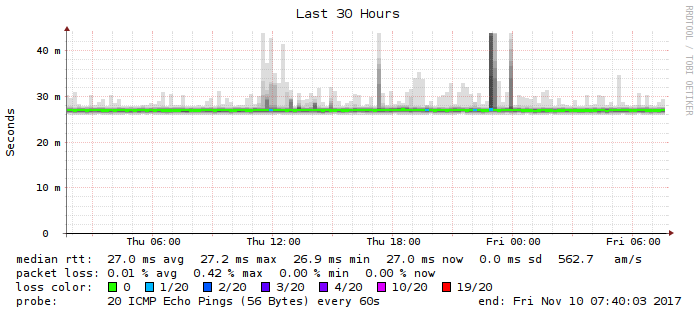 Last 30 Hours
RRDTOOL / TOBI OETIKER
Seconds
40 m
30 m
20 m
10 m
0
Thu 06:00 Thu 12:00 Thu 18:00 Fri 00:00 Fri 06:00
median rtt: 27.0 ms avg 27.2 ms max 26.9 ms min 27.0 ms now 0.0 ms sd 562.7 am/s
packet loss: 0.01 % avg 0.42 % max 0.00 % min 0.00 % now
loss color: 0 1/20 2/20 3/20 4/20 10/20 19/20
probe: 20 ICMP Echo Pings (56 Bytes) every 60s end: Fri Nov 10 07:40:03 2017